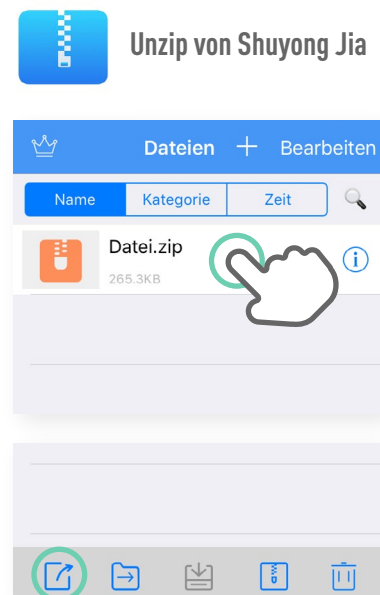 Unzip von Shuyong Jia
Dateien + Bearbeiten
Name Kategorie Zeit
Datei.zip
265.3KB